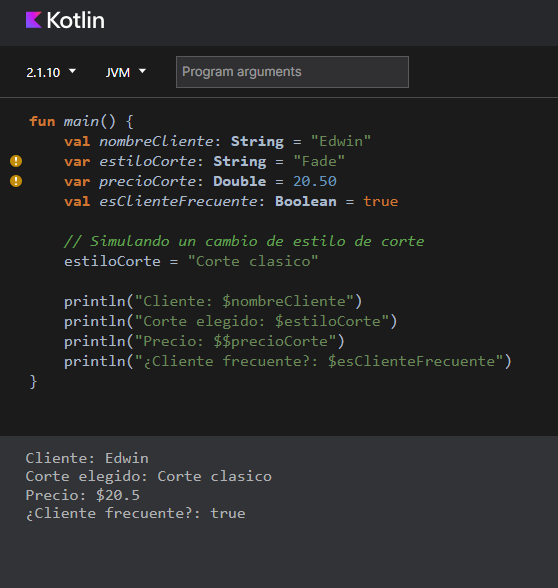 Kotlin
2.1.10 JVM Program arguments
fun main() {
    val nombreCliente: String = "Edwin"
    var estiloCorte: String = "Fade"
    var precioCorte: Double = 20.50
    val esClienteFrecuente: Boolean = true

    // Simulando un cambio de estilo de corte
    estiloCorte = "Corte clasico"

    println("Cliente: $nombreCliente")
    println("Corte elegido: $estiloCorte")
    println("Precio: $$precioCorte")
    println("¿Cliente frecuente?: $esClienteFrecuente")
}
Cliente: Edwin
Corte elegido: Corte clasico
Precio: $20.5
¿Cliente frecuente?: true